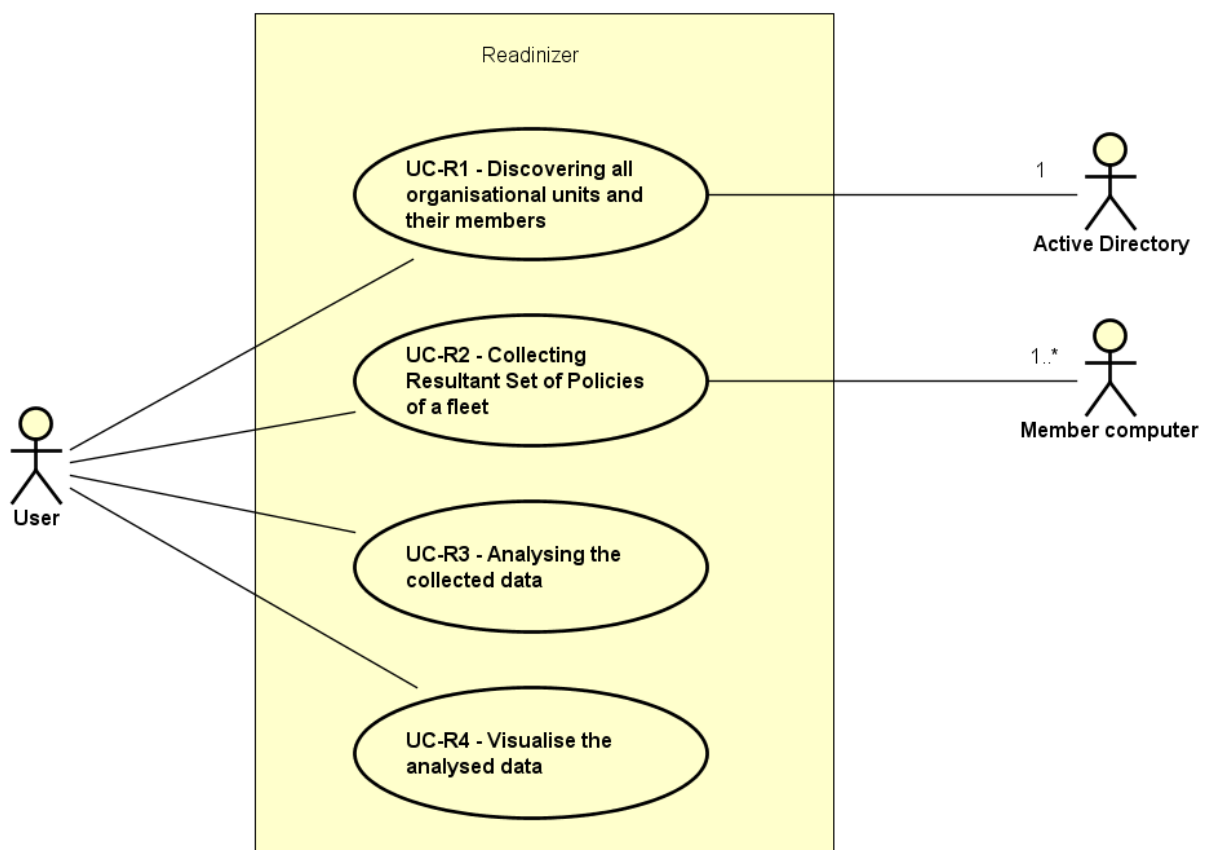 Readinizer
UC-R1 - Discovering all
organisational units and
their members
1
Active Directory
UC-R2 - Collecting
Resultant Set of Policies
of a fleet
1..*
Member computer
User
UC-R3 - Analysing the
collected data
UC-R4 - Visualise the
analysed data